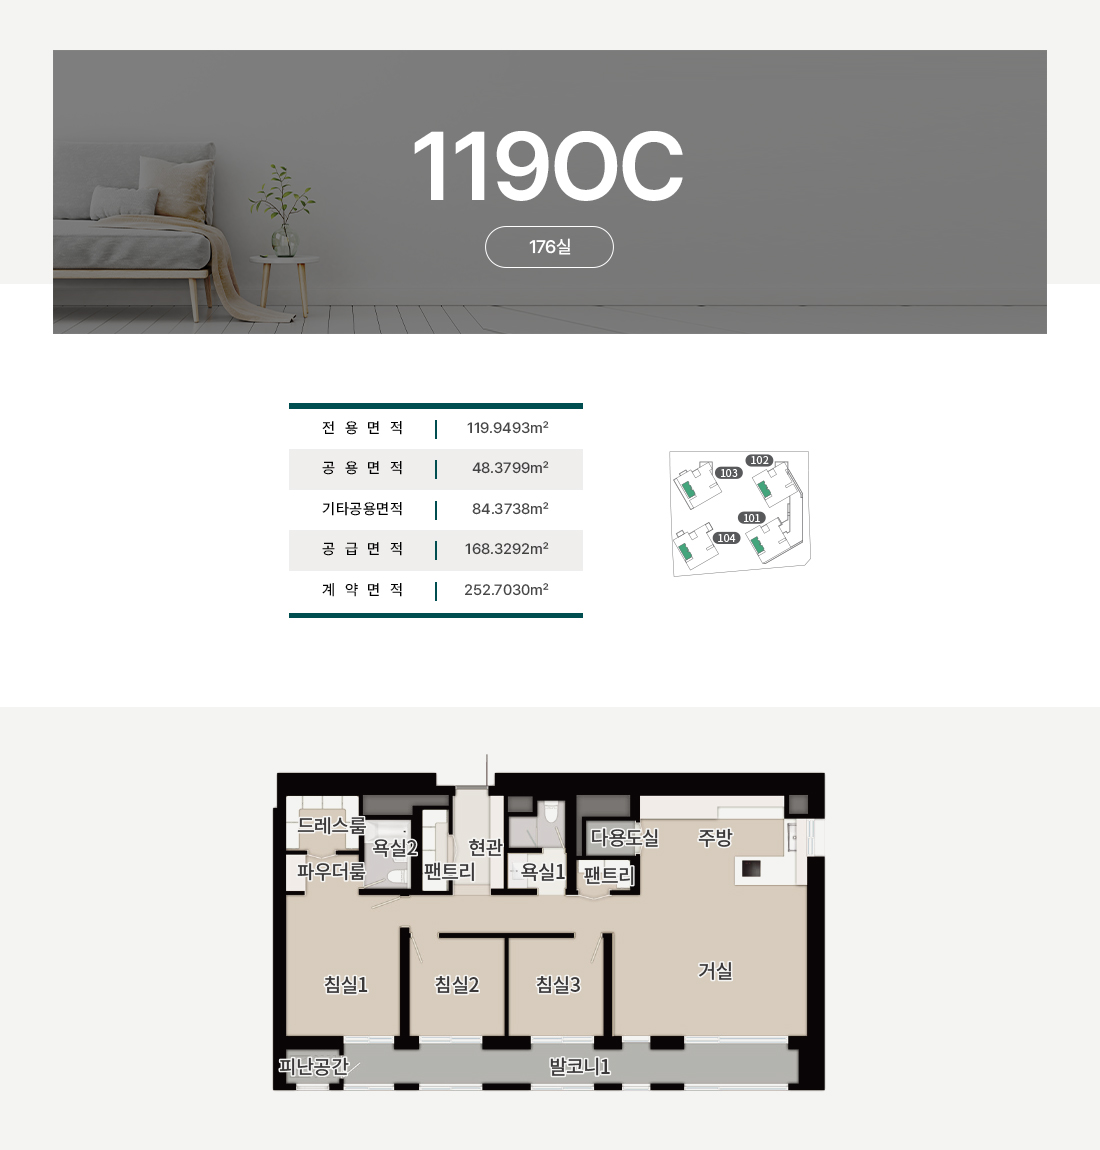 119OC
176실
전 용 면 적 119.9493m²
공 용 면 적 48.3799m²
기타공용면적 84.3738m²
공 급 면 적 168.3292m²
계 약 면 적 252.7030m²
102
103
101
104
드레스룸
욕실2
현관
다용도실
주방
파우더룸
팬트리
욕실1
팬트리
거실
침실1
침실2
침실3
피난공간
발코니1